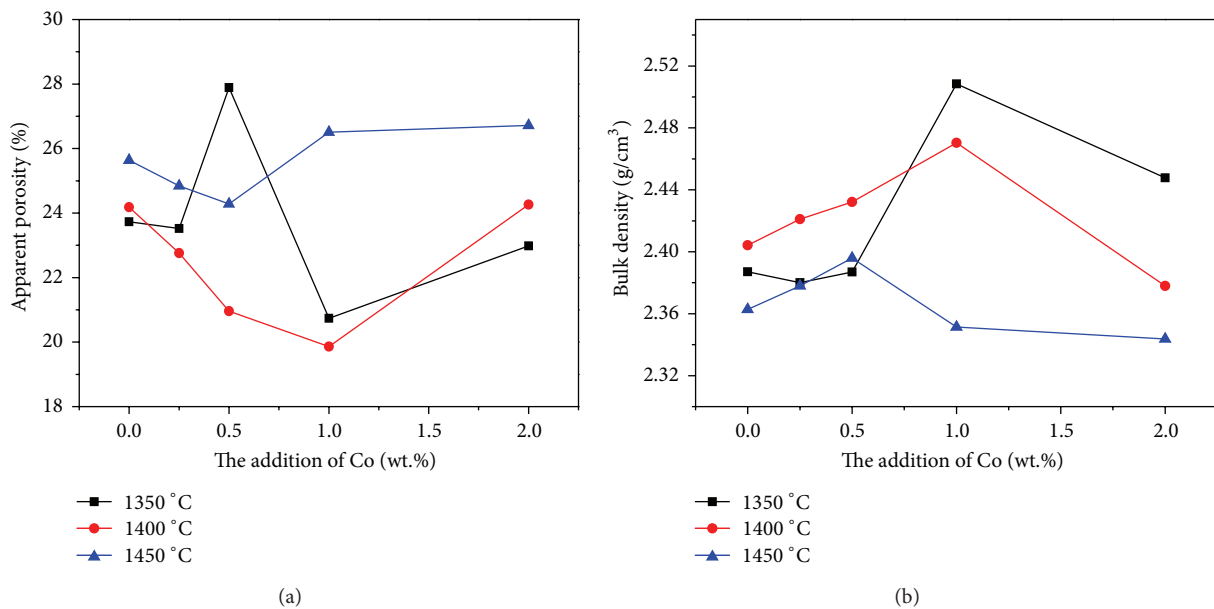 30
28
26
24
22
20
18
Apparent porosity (%)
0.0 0.5 1.0 1.5 2.0
The addition of Co (wt.%)
1350 °C
1400 °C
1450 °C
(a)
2.52
2.48
2.44
2.40
2.36
2.32
Bulk density (g/cm³)
0.0 0.5 1.0 1.5 2.0
The addition of Co (wt.%)
1350 °C
1400 °C
1450 °C
(b)